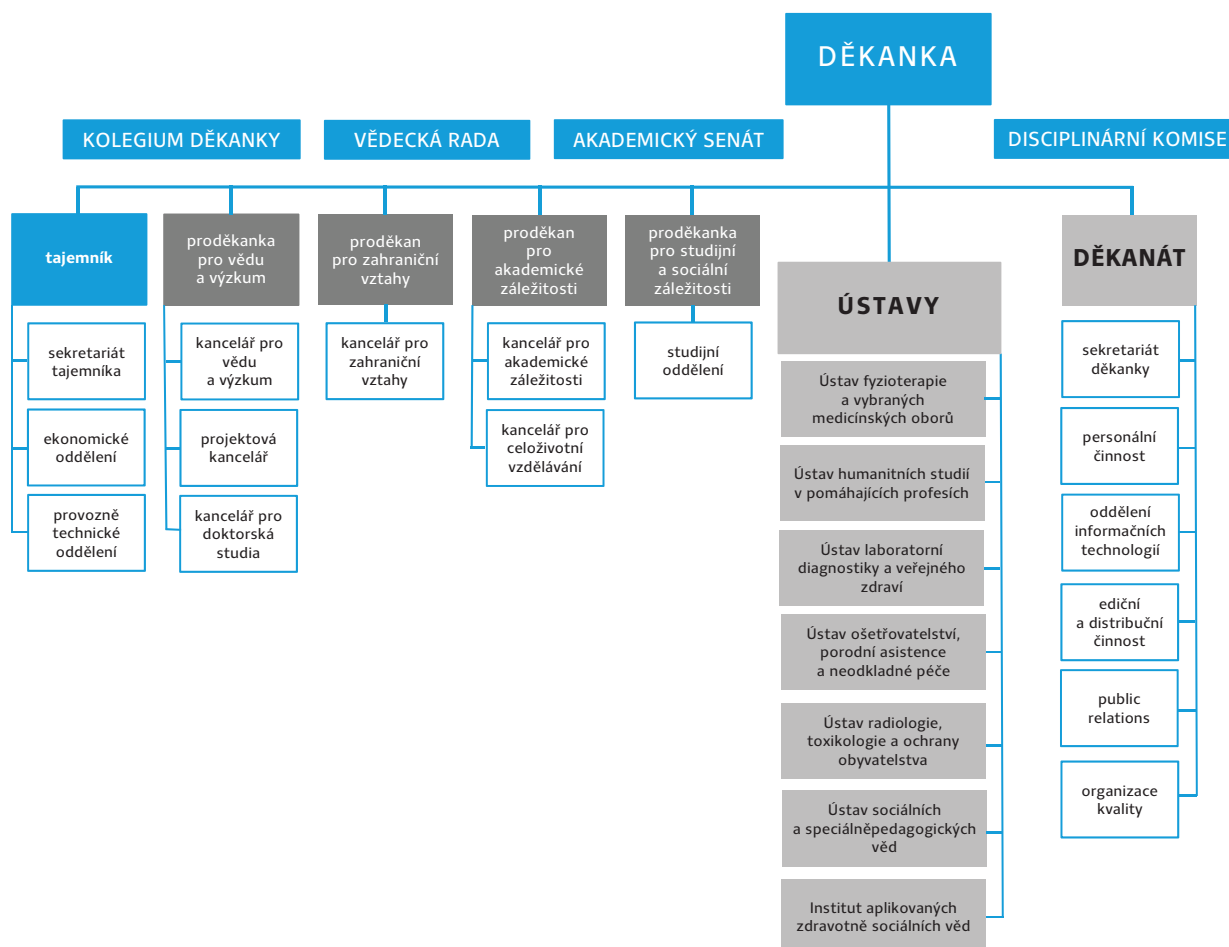 DĚKANKA
KOLEGIUM DĚKANKY
VĚDECKÁ RADA
AKADEMICKÝ SENÁT
DISCIPLINÁRNÍ KOMISE
tajemník
sekretariát
tajemníka
ekonomické
oddělení
provozně
technické
oddělení
proděkanka
pro vědu
a výzkum
kancelář pro
vědu
a výzkum
projektová
kancelář
kancelář pro
doktorská
studia
proděkan
pro zahraniční
vztahy
kancelář pro
zahraniční
vztahy
proděkan
pro
akademické
záležitosti
kancelář pro
akademické
záležitosti
kancelář pro
celoživotní
vzdělávání
proděkanka
pro studijní
a sociální
záležitosti
studijní
oddělení
ÚSTAVY
Ústav fyzioterapie
a vybraných
medicínských oborů
Ústav humanitních studií
v pomáhajících profesích
Ústav laboratorní
diagnostiky a veřejného
zdraví
Ústav ošetřovatelství,
porodní asistence
a neodkladné péče
Ústav radiologie,
toxikologie a ochrany
obyvatelstva
Ústav sociálních
a speciálněpedagogických
věd
Institut aplikovaných
zdravotně sociálních věd
DĚKANÁT
sekretariát
děkanky
personální
činnost
oddělení
informačních
technologií
ediční
a distribuční
činnost
public
relations
organizace
kvality